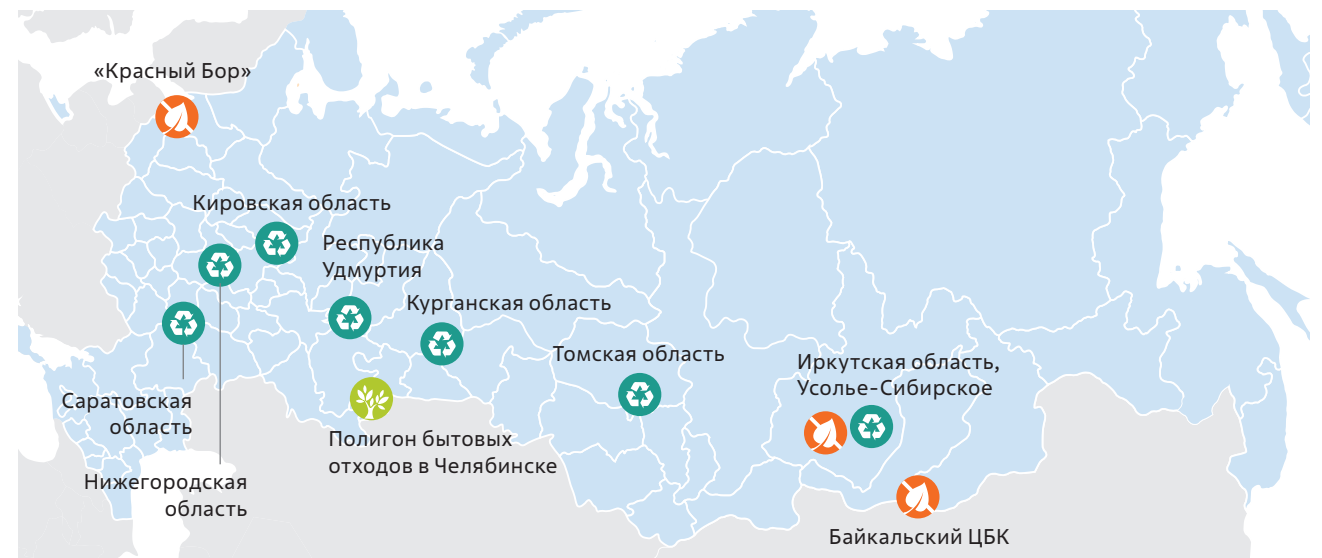 «Красный Бор»
Кировская область
Республика
Удмуртия
Курганская область
Томская область
Иркутская область,
Усолье-Сибирское
Саратовская
область
Полигон бытовых
отходов в Челябинске
Нижегородская
область
Байкальский ЦБК